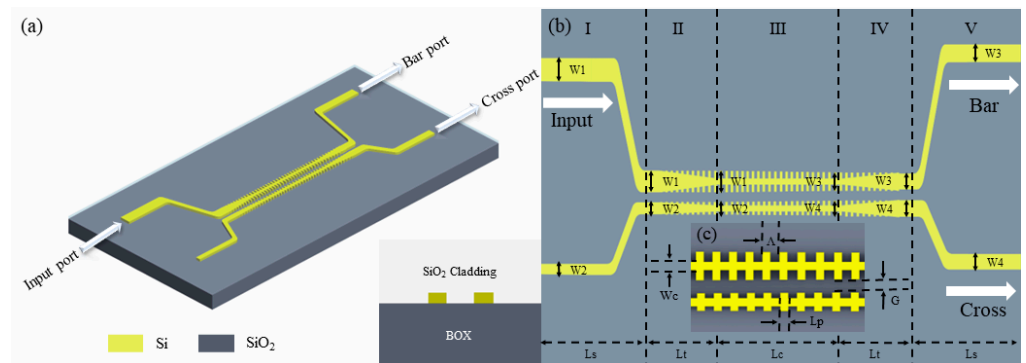 (a)
Bar port
Cross port
Input port
SiO₂ Cladding
BOX
Si
SiO₂
(b)
I II III IV V
W1 W3
Input Bar
W1 W1 W3 W3
W2 W2 W4 W4
(c)
Λ
Wc G
Lp
W2 W4
Cross
Ls Lt Lc Lt Ls